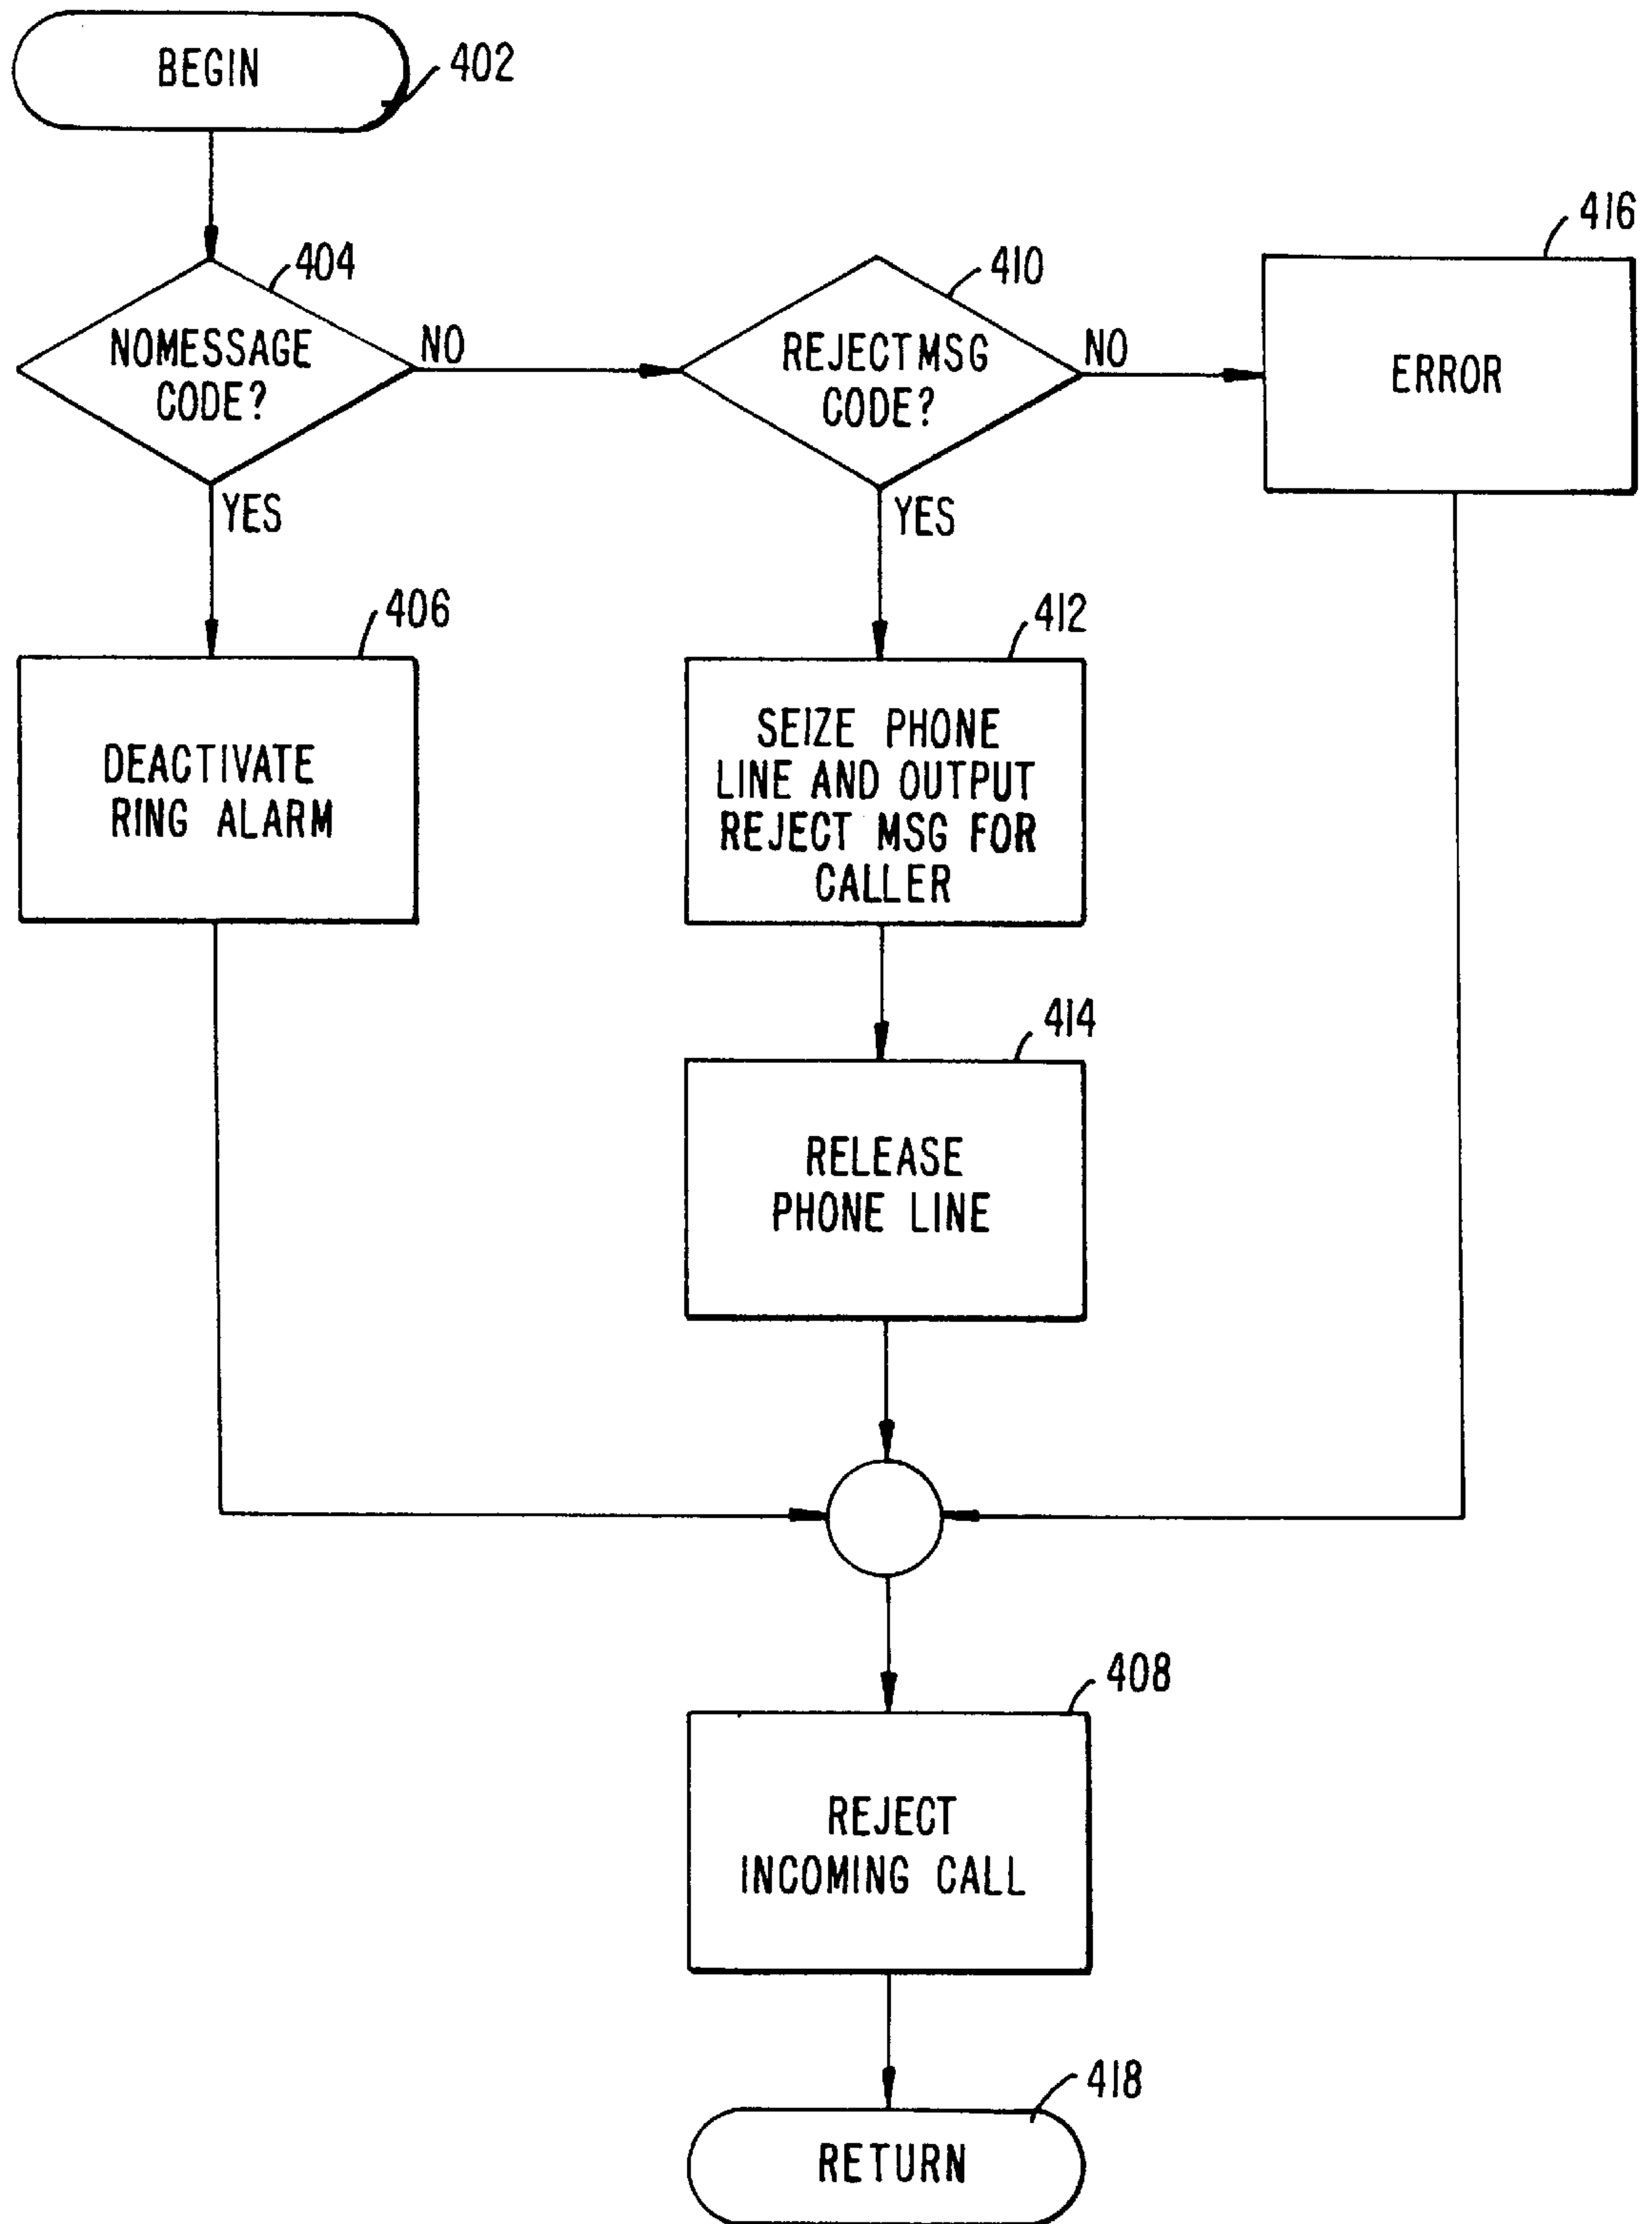 BEGIN
402
416
404
NOMESSAGE
CODE?
NO
410
REJECTMSG
CODE?
NO
ERROR
YES
YES
406
DEACTIVATE
RING ALARM
412
SEIZE PHONE
LINE AND OUTPUT
REJECT MSG FOR
CALLER
414
RELEASE
PHONE LINE
408
REJECT
INCOMING CALL
418
RETURN